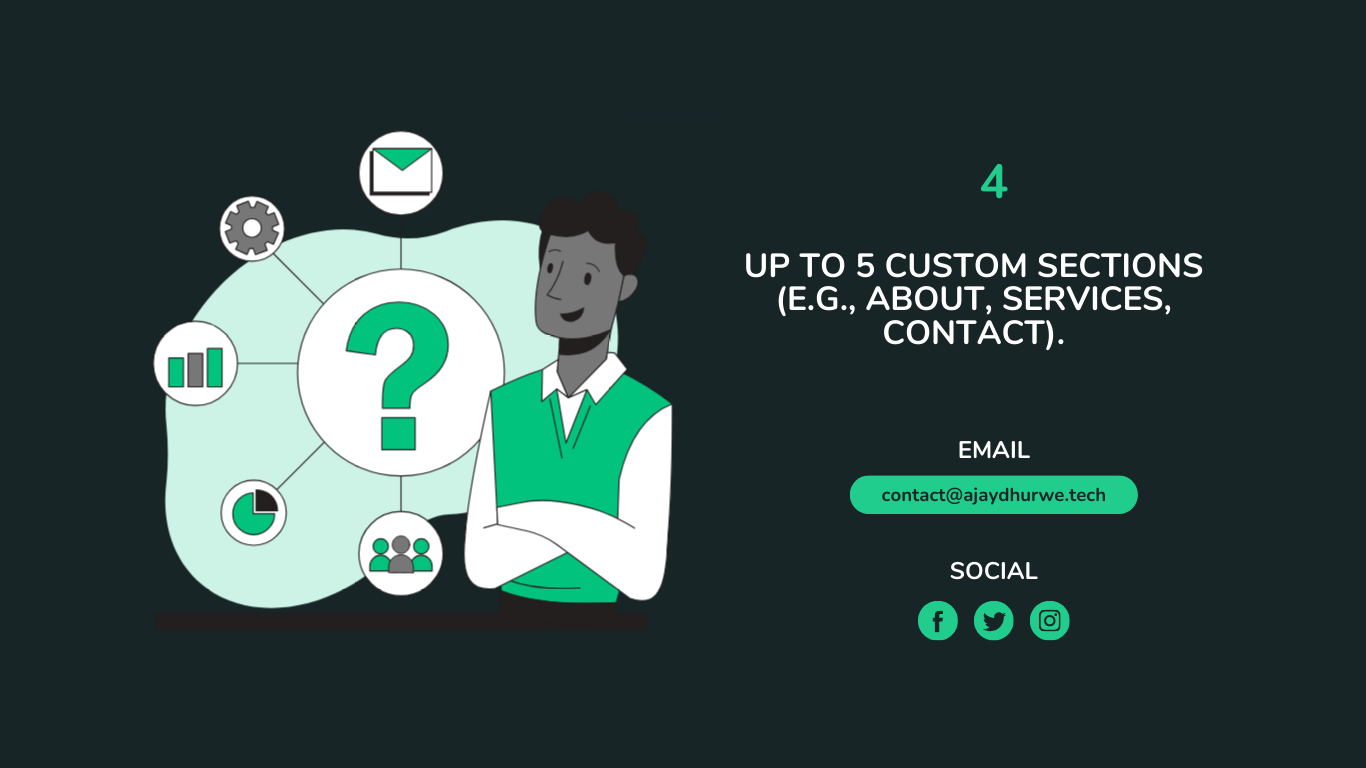 4
UP TO 5 CUSTOM SECTIONS
(E.G., ABOUT, SERVICES,
CONTACT).
EMAIL
contact@ajaydhurwe.tech
SOCIAL